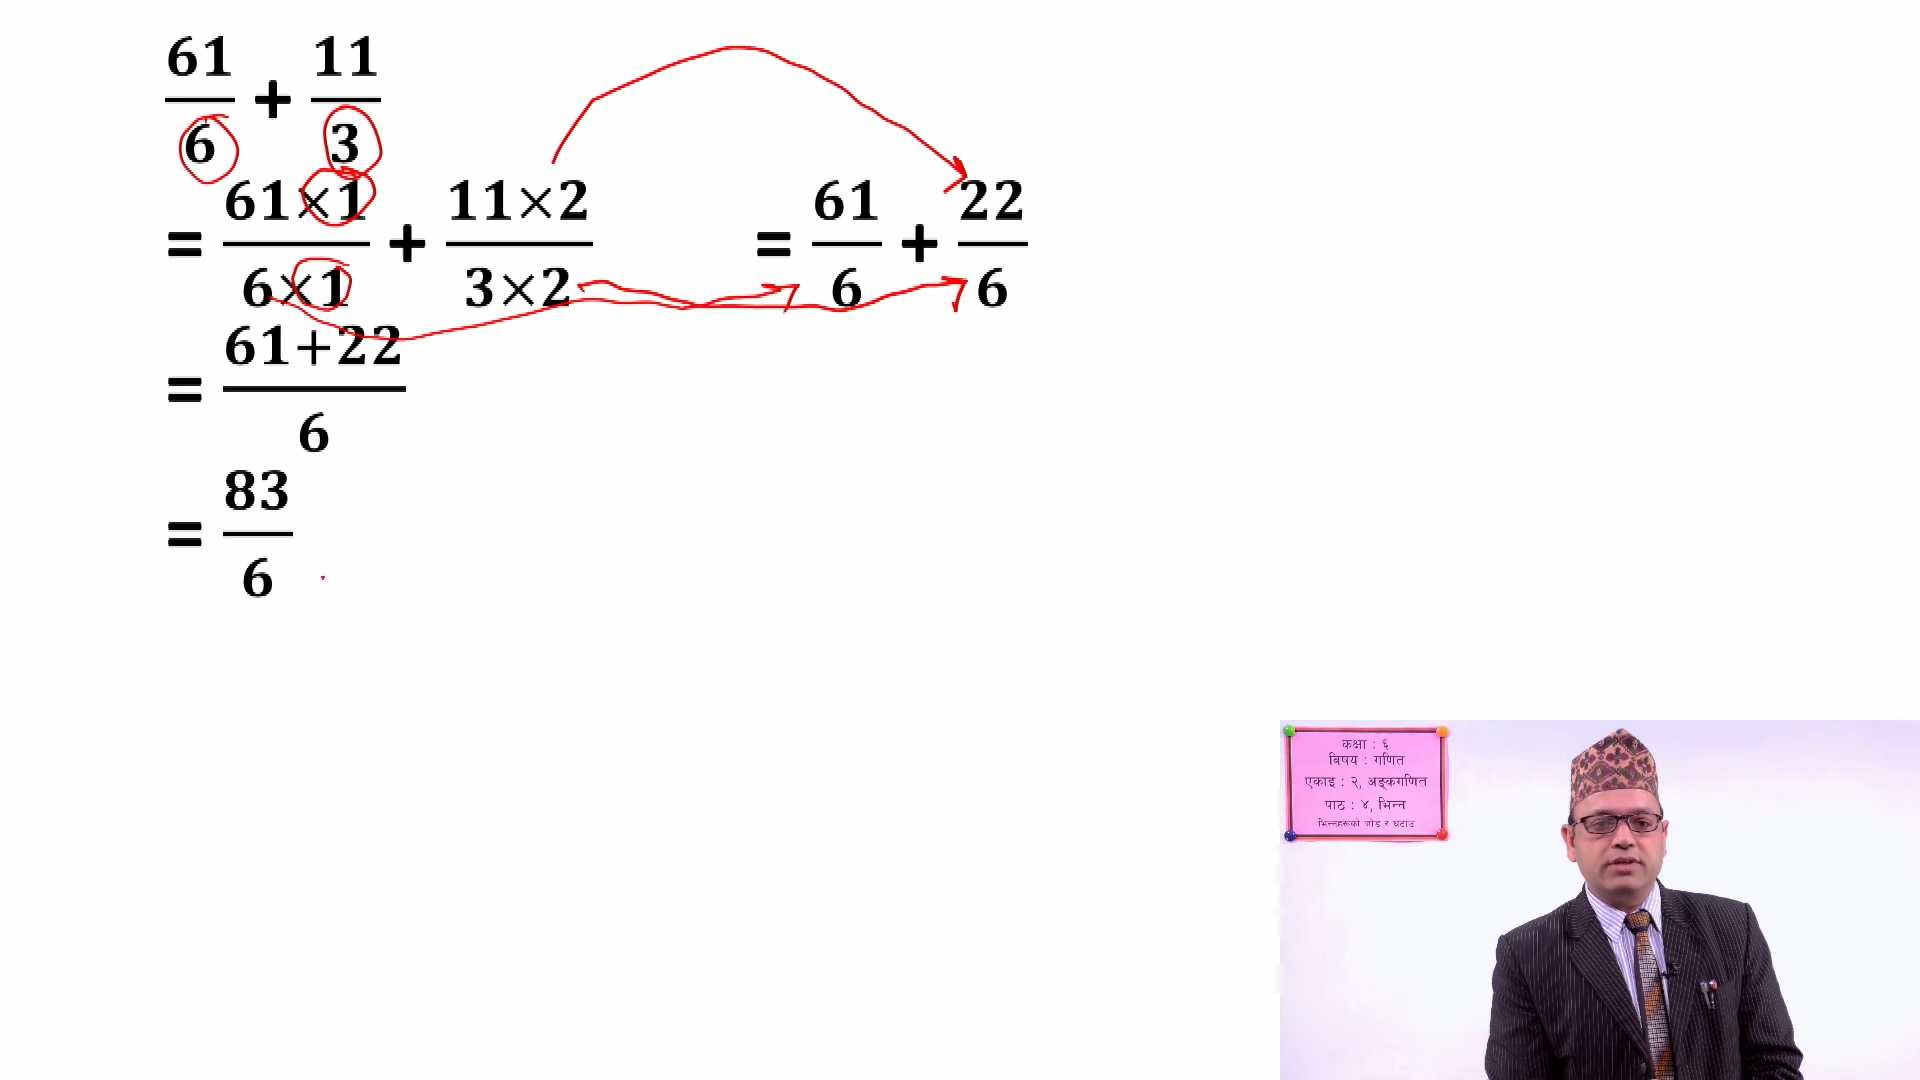 61/6 + 11/3
= 61×1/6×1 + 11×2/3×2 = 61/6 + 22/6
= 61+22/6
= 83/6
कक्षा : ६
बिषय : गणित
एकाइ : २, अङ्कगणित
पाठ : ४, भिन्न
भिन्नहरूको जोड र घटाउ